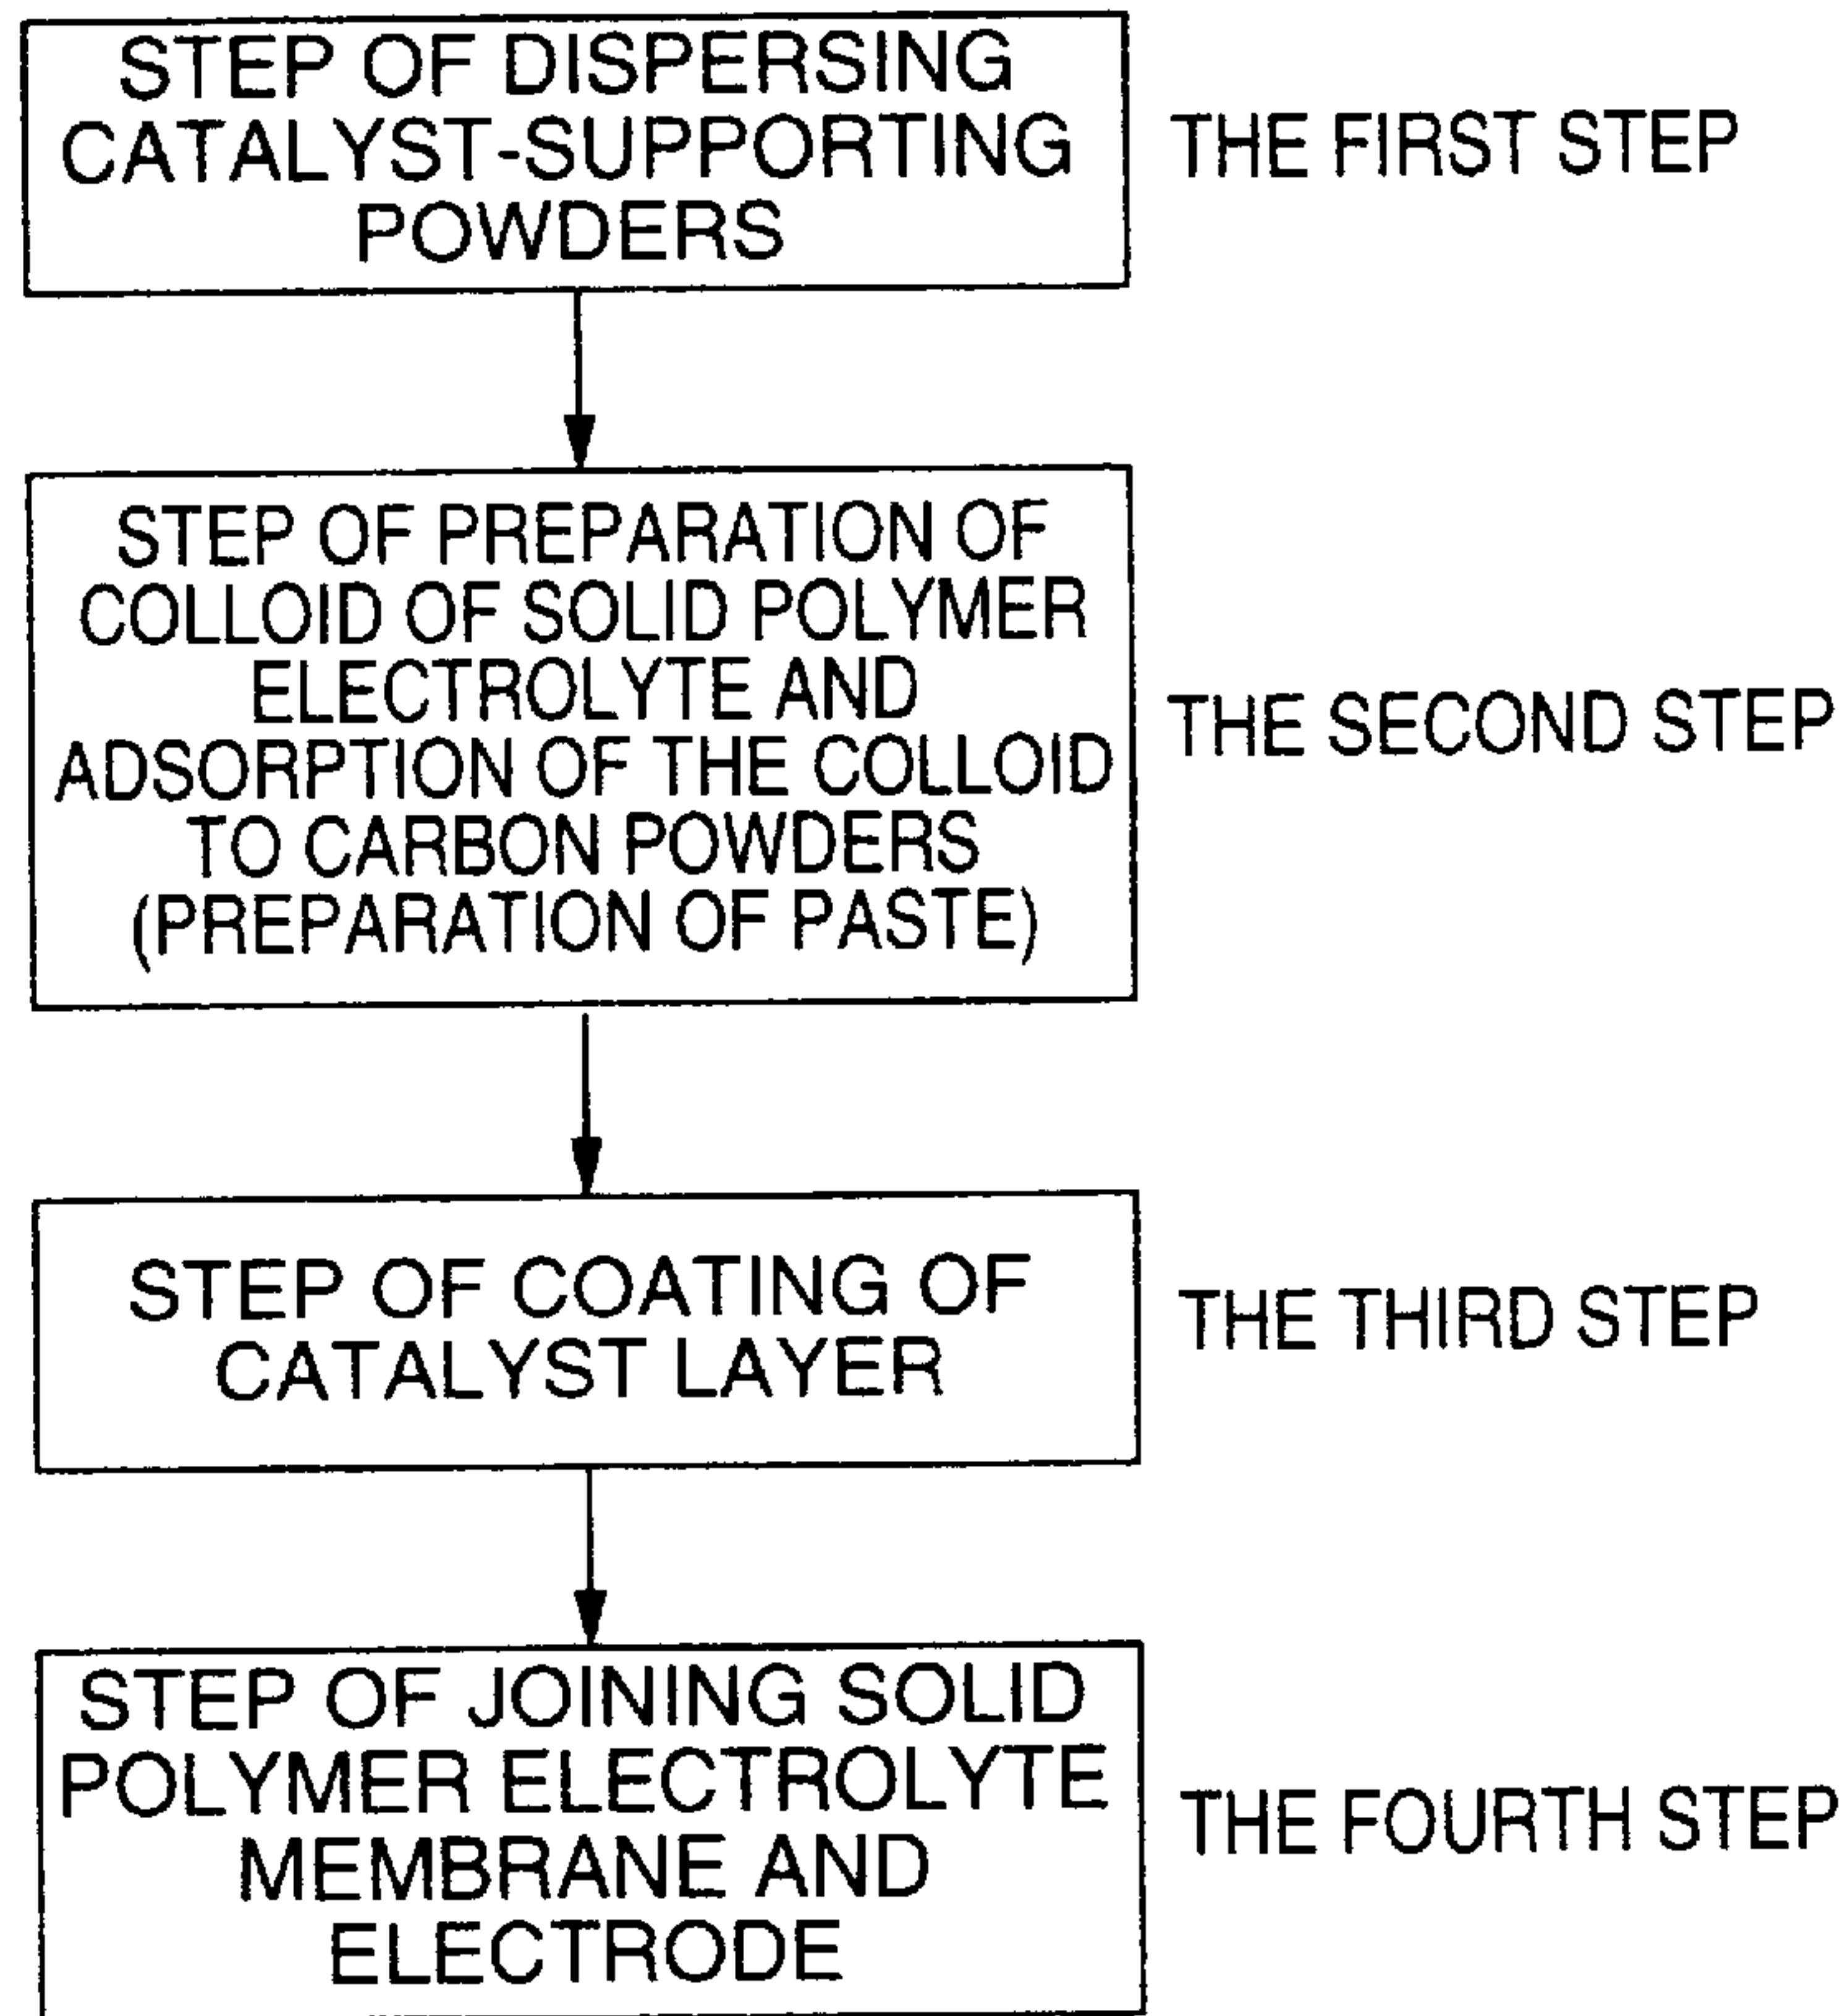 STEP OF DISPERSING
CATALYST-SUPPORTING
POWDERS
THE FIRST STEP
STEP OF PREPARATION OF
COLLOID OF SOLID POLYMER
ELECTROLYTE AND
ADSORPTION OF THE COLLOID
TO CARBON POWDERS
(PREPARATION OF PASTE)
THE SECOND STEP
STEP OF COATING OF
CATALYST LAYER
THE THIRD STEP
STEP OF JOINING SOLID
POLYMER ELECTROLYTE
MEMBRANE AND
ELECTRODE
THE FOURTH STEP